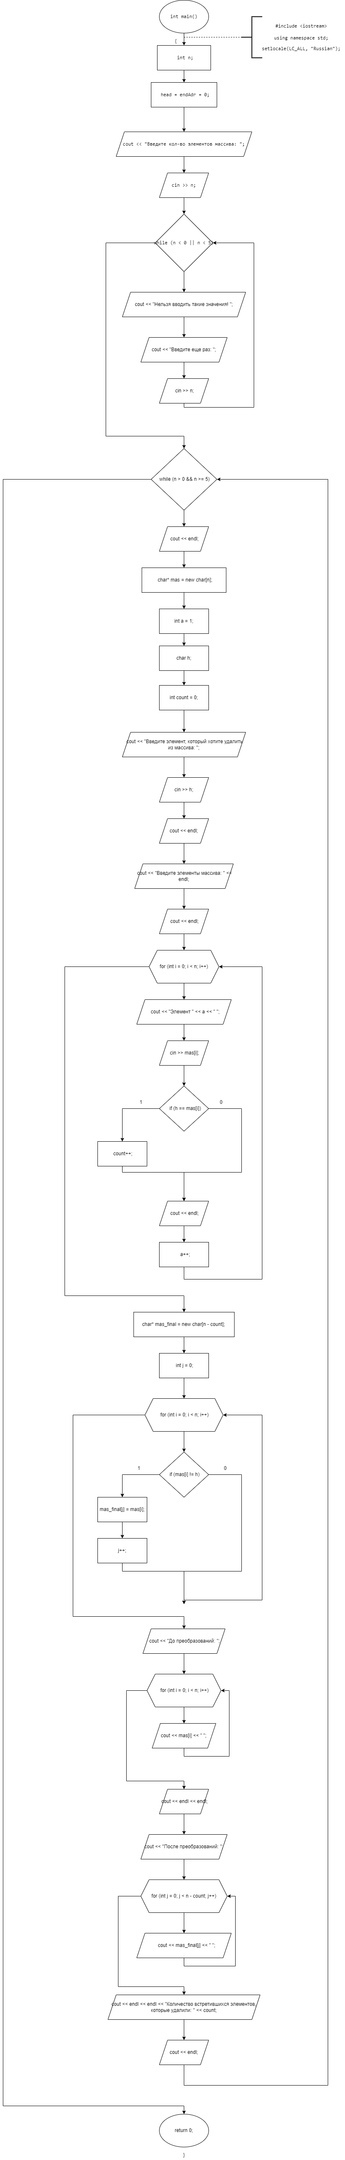 int main()
#include <iostream>
using namespace std;
setlocale(LC_ALL, "Russian");
{
int n;
head = endAdr = 0;
cout << "Введите кол-во элементов массива: ";
cin >> n;
cout << "Нельзя вводить такие значения! ";
cout << "Введите еще раз: ";
cin >> n;
while (n > 0 && n >= 5)
cout << endl;
char* mas = new char[n];
int a = 1;
char h;
int count = 0;
cout << "Введите элемент, который хотите удалить
из массива: ";
cin >> h;
cout << endl;
cout << "Введите элементы массива: " <<
endl;
cout << endl;
for (int i = 0; i < n; i++)
cout << "Элемент " << a << " ";
cin >> mas[i];
if (h == mas[i])
1
0
count++;
cout << endl;
a++;
char* mas_final = new char[n - count];
int j = 0;
for (int i = 0; i < n; i++)
if (mas[i] != h)
1
0
mas_final[j] = mas[i];
j++;
cout << "До преобразований: ";
for (int i = 0; i < n; i++)
cout << mas[i] << " ";
cout << endl << endl;
cout << "После преобразований: "
for (int j = 0; j < n - count; j++)
cout << mas_final[j] << " ";
cout << endl << endl << "Количество встретившихся элементов,
которые удалили: " << count;
cout << endl;
return 0;
}